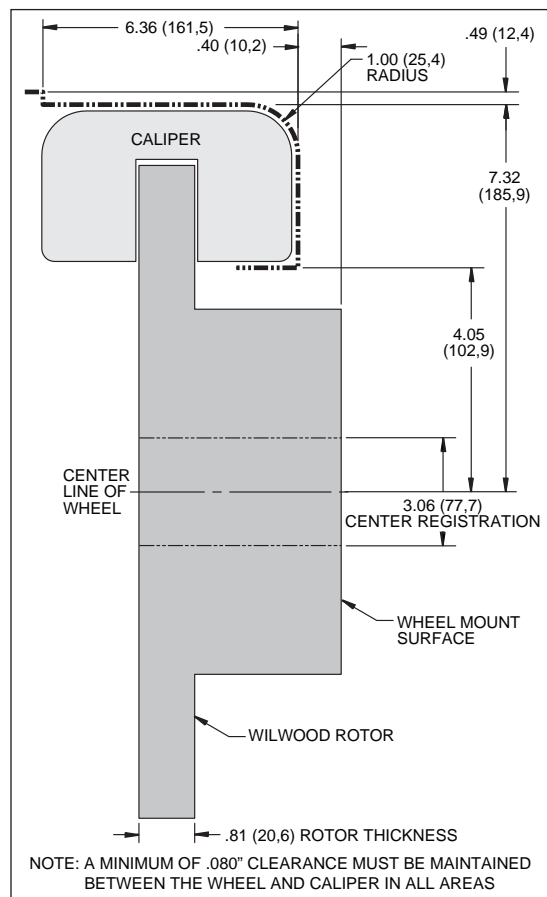 6.36 (161,5)
.49 (12,4)
.40 (10,2)
1.00 (25,4)
RADIUS
CALIPER
7.32
(185,9)
4.05
(102,9)
CENTER
LINE OF
WHEEL
3.06 (77,7)
CENTER REGISTRATION
WHEEL MOUNT
SURFACE
WILWOOD ROTOR
.81 (20,6) ROTOR THICKNESS
NOTE: A MINIMUM OF .080” CLEARANCE MUST BE MAINTAINED
BETWEEN THE WHEEL AND CALIPER IN ALL AREAS